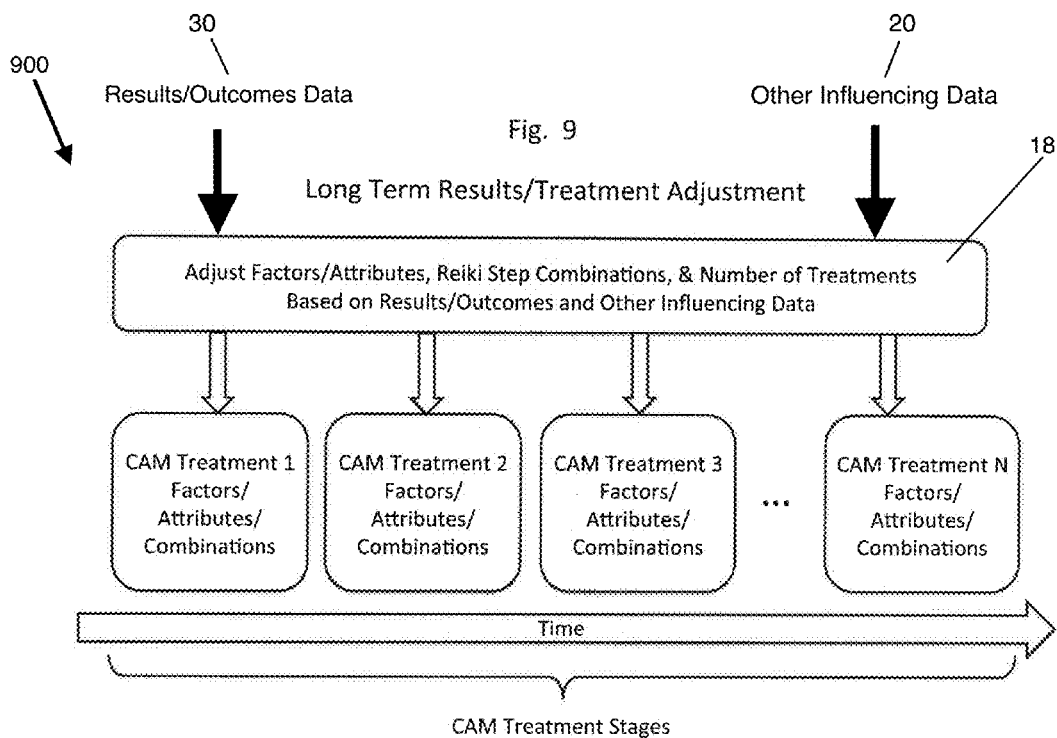 30
20
900
Results/Outcomes Data
Other Influencing Data
Fig. 9
18
Long Term Results/Treatment Adjustment
Adjust Factors/Attributes, Reiki Step Combinations, & Number of Treatments
Based on Results/Outcomes and Other Influencing Data
CAM Treatment 1
Factors/
Attributes/
Combinations
CAM Treatment 2
Factors/
Attributes/
Combinations
CAM Treatment 3
Factors/
Attributes/
Combinations
...
CAM Treatment N
Factors/
Attributes/
Combinations
Time
CAM Treatment Stages